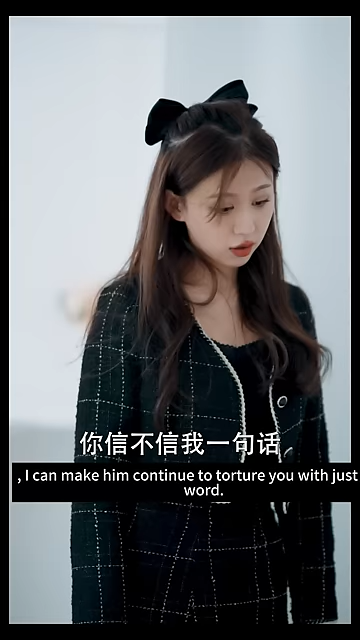 你信不信我一句话
, I can make him continue to torture you with just
word.